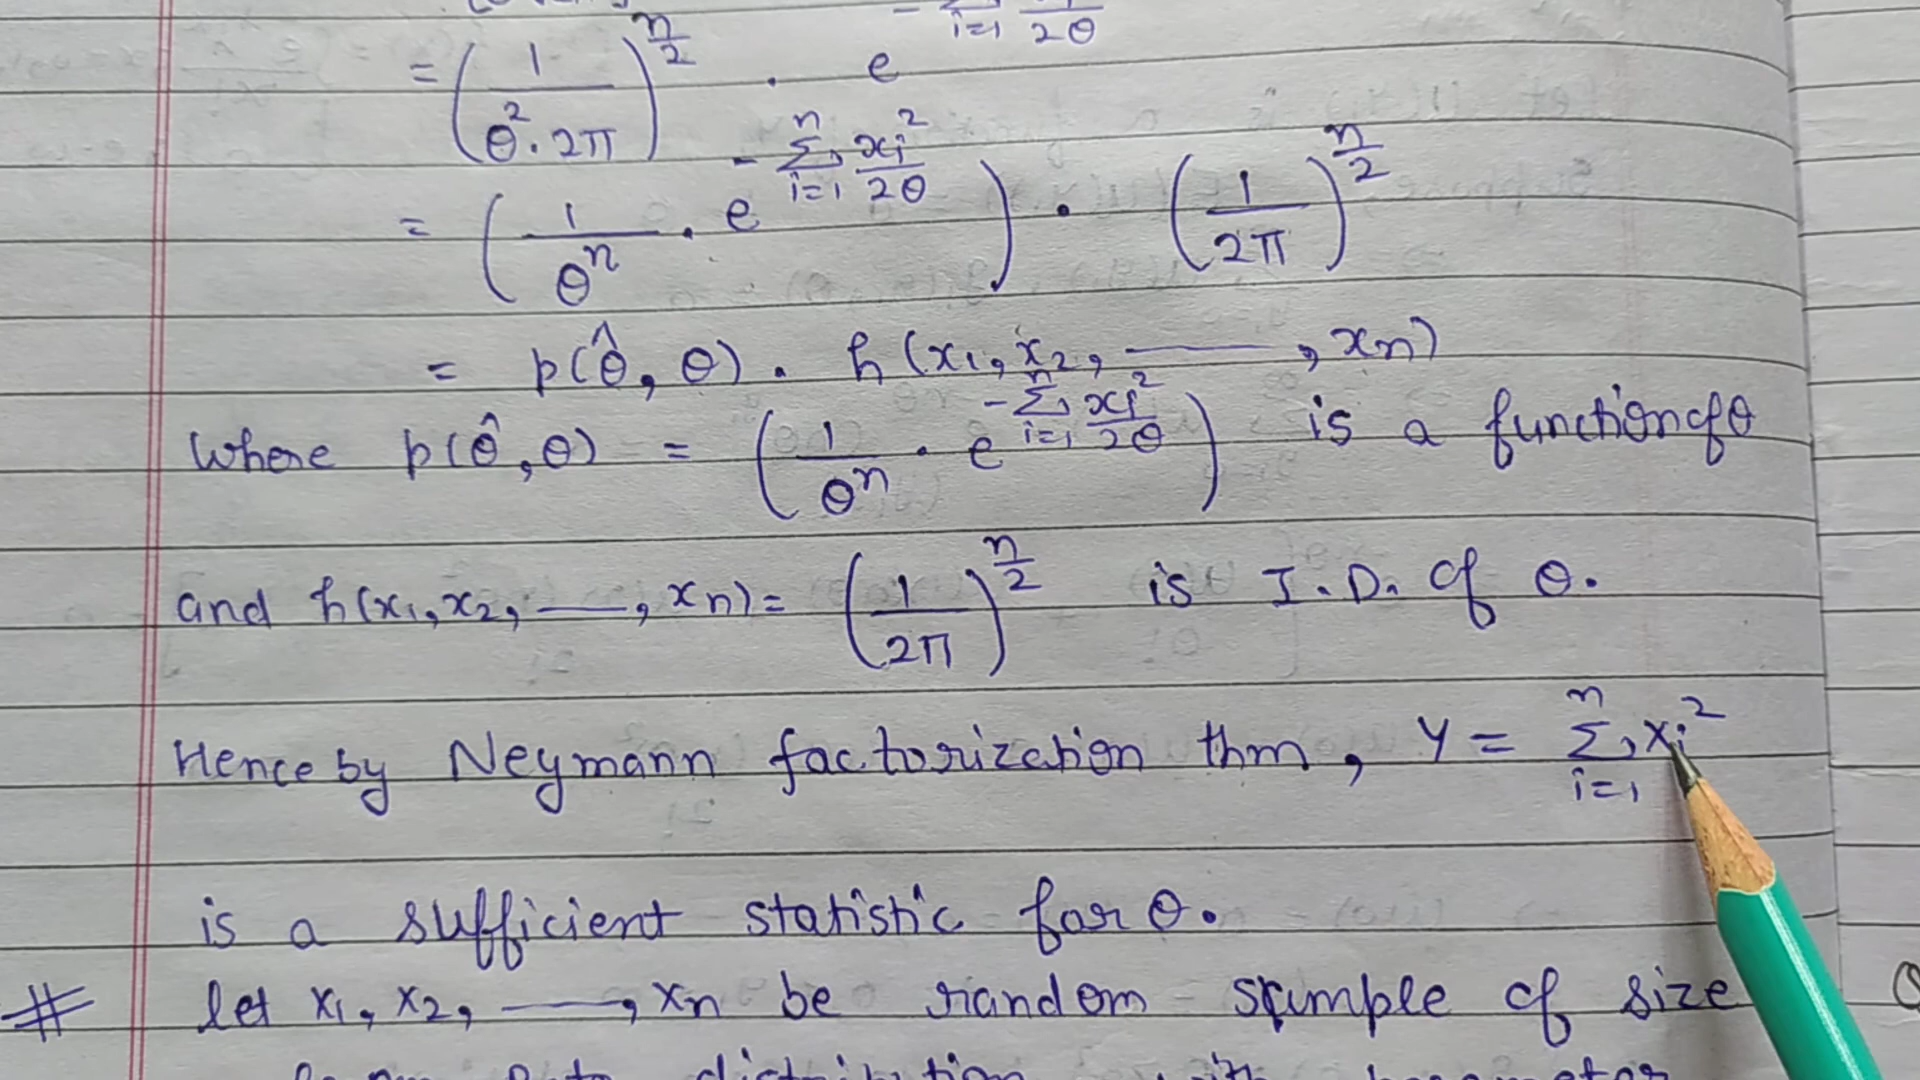 - Σ i=1 2θ
= (1/θ²·2π)^(n/2) · e
= (1/θⁿ · e^(-Σ_{i=1}^{n} xi²/2θ)) · (1/2π)^(n/2)
= p(θ̂, θ) · h(x1, x2, ——, xn)
Where p(θ̂, θ) = (1/θⁿ · e^(-Σ_{i=1}^{n} xi²/2θ)) is a function of θ
and h(x1, x2, ——, xn) = (1/2π)^(n/2) is I.D. of θ.
Hence by Neymann factorization thm, Y = Σ_{i=1}^{n} xi²
is a sufficient statistic for θ.
# let x1, x2, ——, xn be random sample of size
distribution with parameter